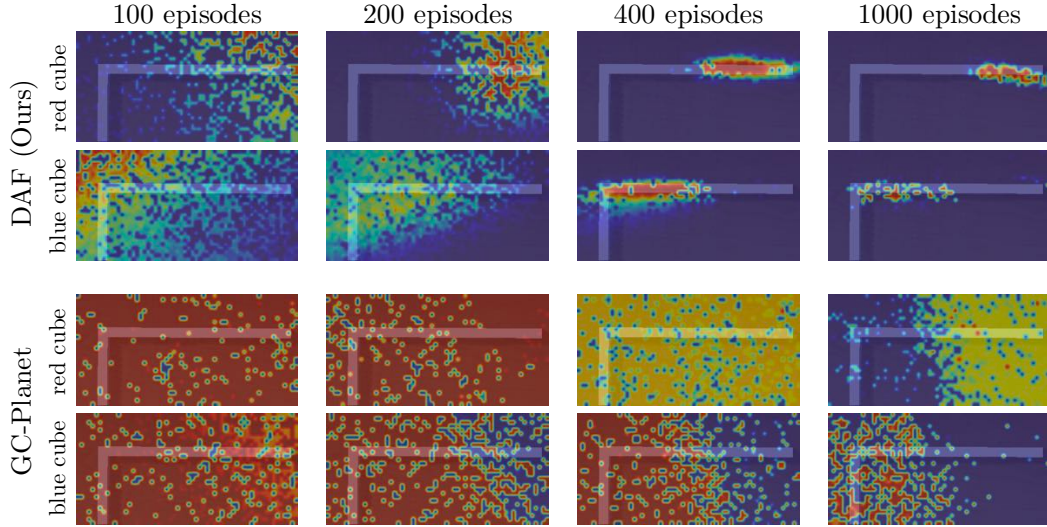 100 episodes
200 episodes
400 episodes
1000 episodes
DAF (Ours)
red cube
blue cube
GC-Planet
red cube
blue cube